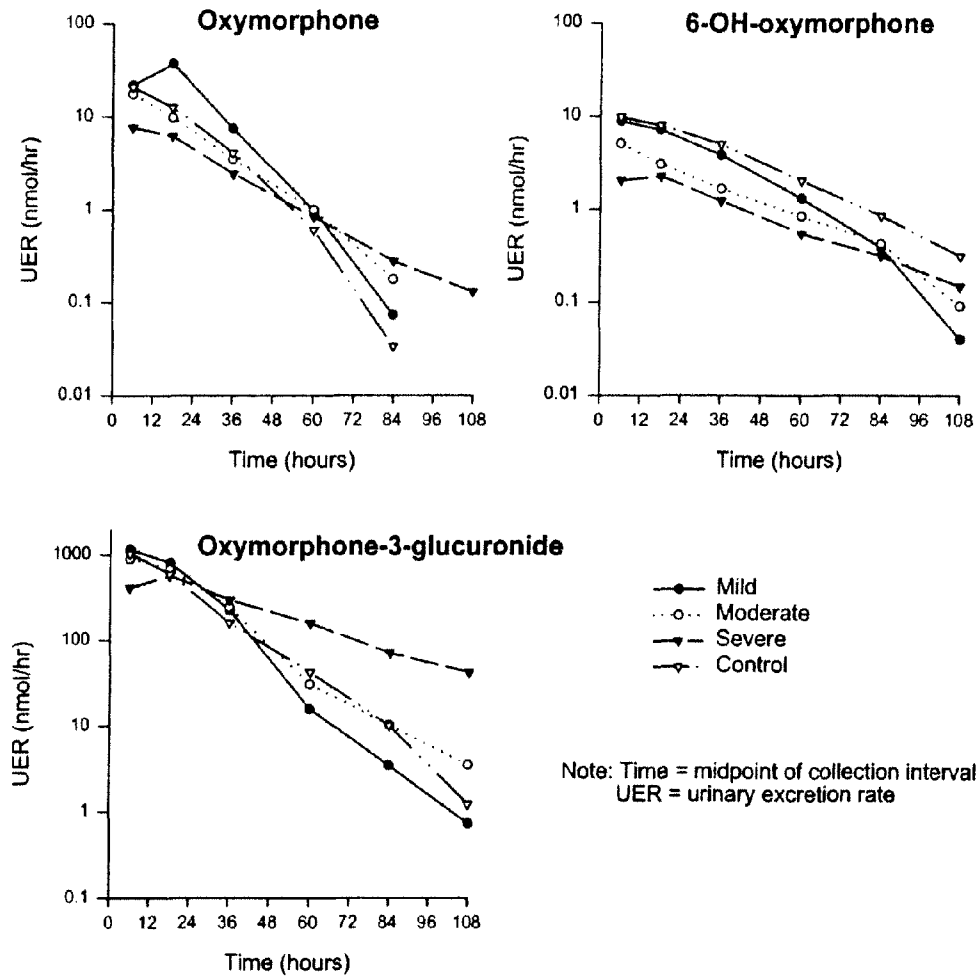 Oxymorphone
100
10
1
0.1
0.01
UER (nmol/hr)
0 12 24 36 48 60 72 84 96 108
Time (hours)
6-OH-oxymorphone
100
10
1
0.1
0.01
UER (nmol/hr)
0 12 24 36 48 60 72 84 96 108
Time (hours)
Oxymorphone-3-glucuronide
1000
100
10
1
0.1
UER (nmol/hr)
0 12 24 36 48 60 72 84 96 108
Time (hours)
Mild
Moderate
Severe
Control
Note: Time = midpoint of collection interval
UER = urinary excretion rate